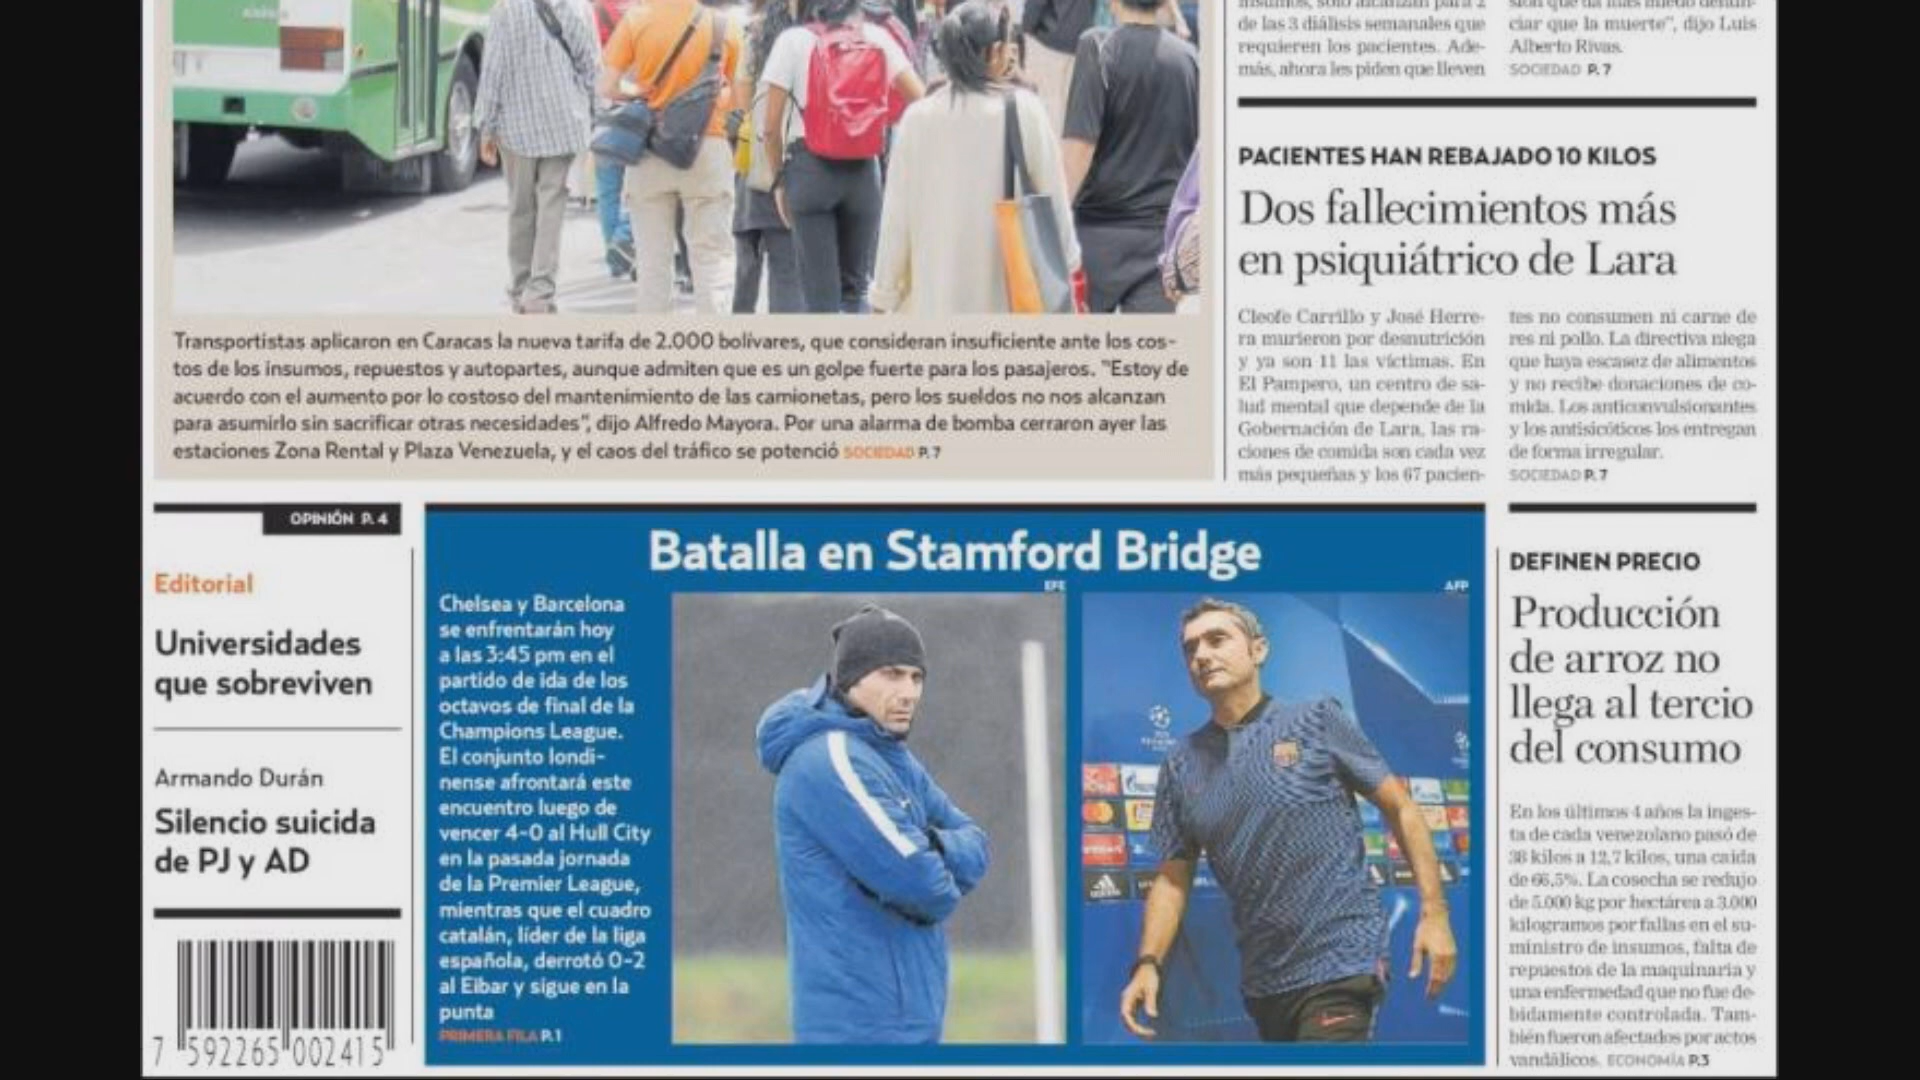 de las 3 diálisis semanales que
requieren los pacientes. Ade-
más, ahora les piden que lleven
ciar que la muerte", dijo Luis
Alberto Rivas.
SOCIEDAD P. 7
PACIENTES HAN REBAJADO 10 KILOS
Dos fallecimientos más
en psiquiátrico de Lara
Cleofe Carrillo y José Herre-
ra murieron por desnutrición
y ya son 11 las víctimas. En
El Pampero, un centro de sa-
lud mental que depende de la
Gobernación de Lara, las ra-
ciones de comida son cada vez
más pequeñas y los 67 pacien-
tes no consumen ni carne de
res ni pollo. La directiva niega
que haya escasez de alimentos
y no recibe donaciones de co-
mida. Los anticonvulsionantes
y los antisicóticos los entregan
de forma irregular.
SOCIEDAD P. 7
Transportistas aplicaron en Caracas la nueva tarifa de 2.000 bolívares, que consideran insuficiente ante los cos-
tos de los insumos, repuestos y autopartes, aunque admiten que es un golpe fuerte para los pasajeros. "Estoy de
acuerdo con el aumento por lo costoso del mantenimiento de las camionetas, pero los sueldos no nos alcanzan
para asumirlo sin sacrificar otras necesidades", dijo Alfredo Mayora. Por una alarma de bomba cerraron ayer las
estaciones Zona Rental y Plaza Venezuela, y el caos del tráfico se potenció SOCIEDAD P. 7
OPINIÓN P. 4
Editorial
Universidades
que sobreviven
Armando Durán
Silencio suicida
de PJ y AD
7 592265 002415
Batalla en Stamford Bridge
EFE
AFP
Chelsea y Barcelona
se enfrentarán hoy
a las 3:45 pm en el
partido de ida de los
octavos de final de la
Champions League.
El conjunto londi-
nense afrontará este
encuentro luego de
vencer 4-0 al Hull City
en la pasada jornada
de la Premier League,
mientras que el cuadro
catalán, líder de la liga
española, derrotó 0-2
al Eibar y sigue en la
punta
PRIMERA FILA P. 1
DEFINEN PRECIO
Producción
de arroz no
llega al tercio
del consumo
En los últimos 4 años la inges-
ta de cada venezolano pasó de
38 kilos a 12,7 kilos, una caída
de 66,5%. La cosecha se redujo
de 5.000 kg por hectárea a 3.000
kilogramos por fallas en el su-
ministro de insumos, falta de
repuestos de la maquinaria y
una enfermedad que no fue de-
bidamente controlada. Tam-
bién fueron afectados por actos
vandálicos. ECONOMÍA P.3